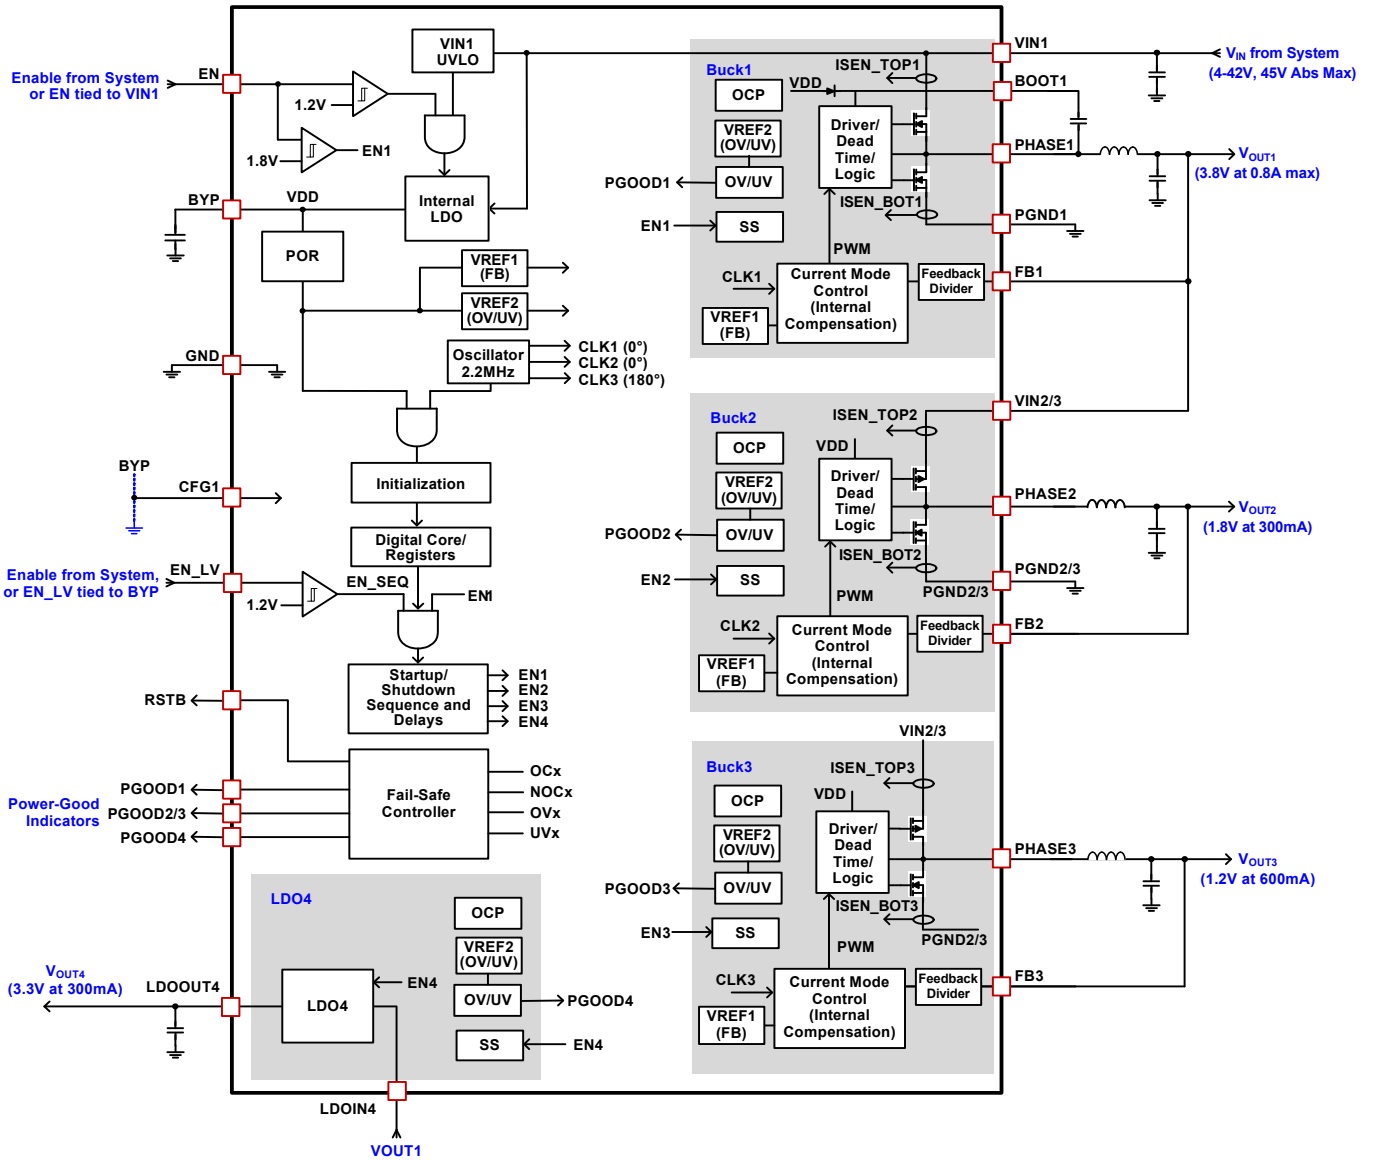 Enable from System
or EN tied to VIN1
EN
1.2V
1.8V
EN1
VIN1
UVLO
Internal
LDO
BYP
VDD
POR
VREF1
(FB)
VREF2
(OV/UV)
GND
Oscillator
2.2MHz
CLK1 (0°)
CLK2 (0°)
CLK3 (180°)
BYP
CFG1
Initialization
Digital Core/
Registers
Enable from System,
or EN_LV tied to BYP
EN_LV
1.2V
EN_SEQ
EN1
Startup/
Shutdown
Sequence and
Delays
EN1
EN2
EN3
EN4
RSTB
Power-Good
Indicators
PGOOD1
PGOOD2/3
PGOOD4
Fail-Safe
Controller
OCx
NOCx
OVx
UVx
LDO4
OCP
VREF2
(OV/UV)
OV/UV
PGOOD4
SS
EN4
LDO4
EN4
VOUT4
(3.3V at 300mA)
LDOOUT4
LDOIN4
VOUT1
Buck1
OCP
VREF2
(OV/UV)
OV/UV
PGOOD1
SS
EN1
VDD
Driver/
Dead
Time/
Logic
ISEN_TOP1
ISEN_BOT1
PWM
CLK1
VREF1
(FB)
Current Mode
Control
(Internal
Compensation)
Feedback
Divider
VIN1
BOOT1
PHASE1
PGND1
FB1
VIN from System
(4-42V, 45V Abs Max)
VOUT1
(3.8V at 0.8A max)
Buck2
OCP
VREF2
(OV/UV)
OV/UV
PGOOD2
SS
EN2
VDD
Driver/
Dead
Time/
Logic
ISEN_TOP2
ISEN_BOT2
PGND2/3
PWM
CLK2
VREF1
(FB)
Current Mode
Control
(Internal
Compensation)
Feedback
Divider
VIN2/3
PHASE2
PGND2/3
FB2
VOUT2
(1.8V at 300mA)
VIN2/3
Buck3
OCP
VREF2
(OV/UV)
OV/UV
PGOOD3
SS
EN3
VDD
Driver/
Dead
Time/
Logic
ISEN_TOP3
ISEN_BOT3
PGND2/3
PWM
CLK3
VREF1
(FB)
Current Mode
Control
(Internal
Compensation)
Feedback
Divider
PHASE3
FB3
VOUT3
(1.2V at 600mA)